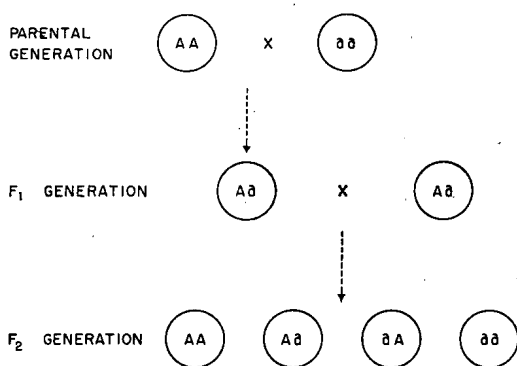 PARENTAL GENERATION AA X aa
F₁ GENERATION Aa X Aa
F₂ GENERATION AA Aa aA aa